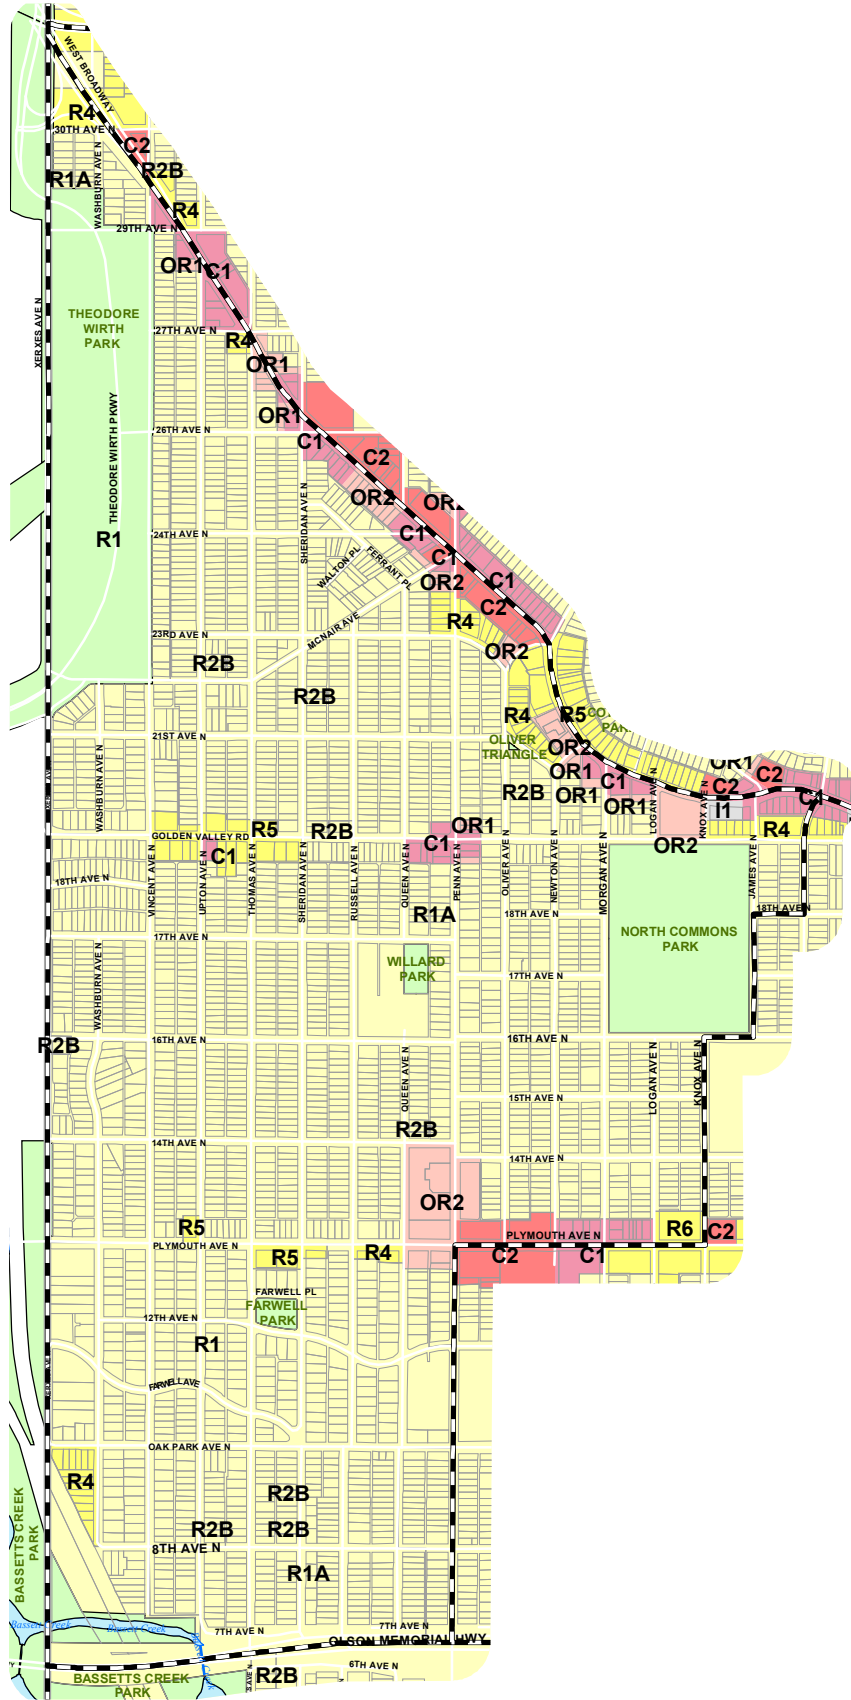 WEST BROADWAY
R4
30TH AVE N
C2
R2B
R1A
WASHBURN AVE N
R4
29TH AVE N
OR1
C1
XERXES AVE N
THEODORE
WIRTH
PARK
27TH AVE N
R4
OR1
THEODORE WIRTH PKWY
OR1
26TH AVE N
C1
C2
SHERIDAN AVE N
OR2
R1
24TH AVE N
C1
C1
WALTON PL
FERRANT PL
OR2
C1
C2
R4
23RD AVE N
MCNAIR AVE
OR2
R2B
R2B
R4
R5
21ST AVE N
OLIVER
TRIANGLE
OR2
OR1
C1
OR1
OR1
R2B
OR1
C2
C2
C1
I1
LOGAN AVE N
KNOX AVE N
WASHBURN AVE N
GOLDEN VALLEY RD
R5
R2B
OR1
C1
C1
R4
OR2
18TH AVE N
VINCENT AVE N
UPTON AVE N
THOMAS AVE N
SHERIDAN AVE N
RUSSELL AVE N
QUEEN AVE N
PENN AVE N
OLIVER AVE N
NEWTON AVE N
MORGAN AVE N
JAMES AVE N
R1A
18TH AVE N
18TH AVE N
17TH AVE N
NORTH COMMONS
PARK
WILLARD
PARK
17TH AVE N
WASHBURN AVE N
R2B
16TH AVE N
16TH AVE N
QUEEN AVE N
LOGAN AVE N
KNOX AVE N
15TH AVE N
R2B
14TH AVE N
14TH AVE N
OR2
R5
PLYMOUTH AVE N
R5
R4
PLYMOUTH AVE N
C2
C1
R6
C2
FARWELL PL
FARWELL
PARK
12TH AVE N
R1
FARWELL AVE
OAK PARK AVE N
R4
R2B
R2B
R2B
8TH AVE N
R1A
BASSETTS CREEK
PARK
Bassett Creek
Bassett Creek
7TH AVE N
7TH AVE N
OLSON MEMORIAL HWY
6TH AVE N
R2B
BASSETTS CREEK
PARK